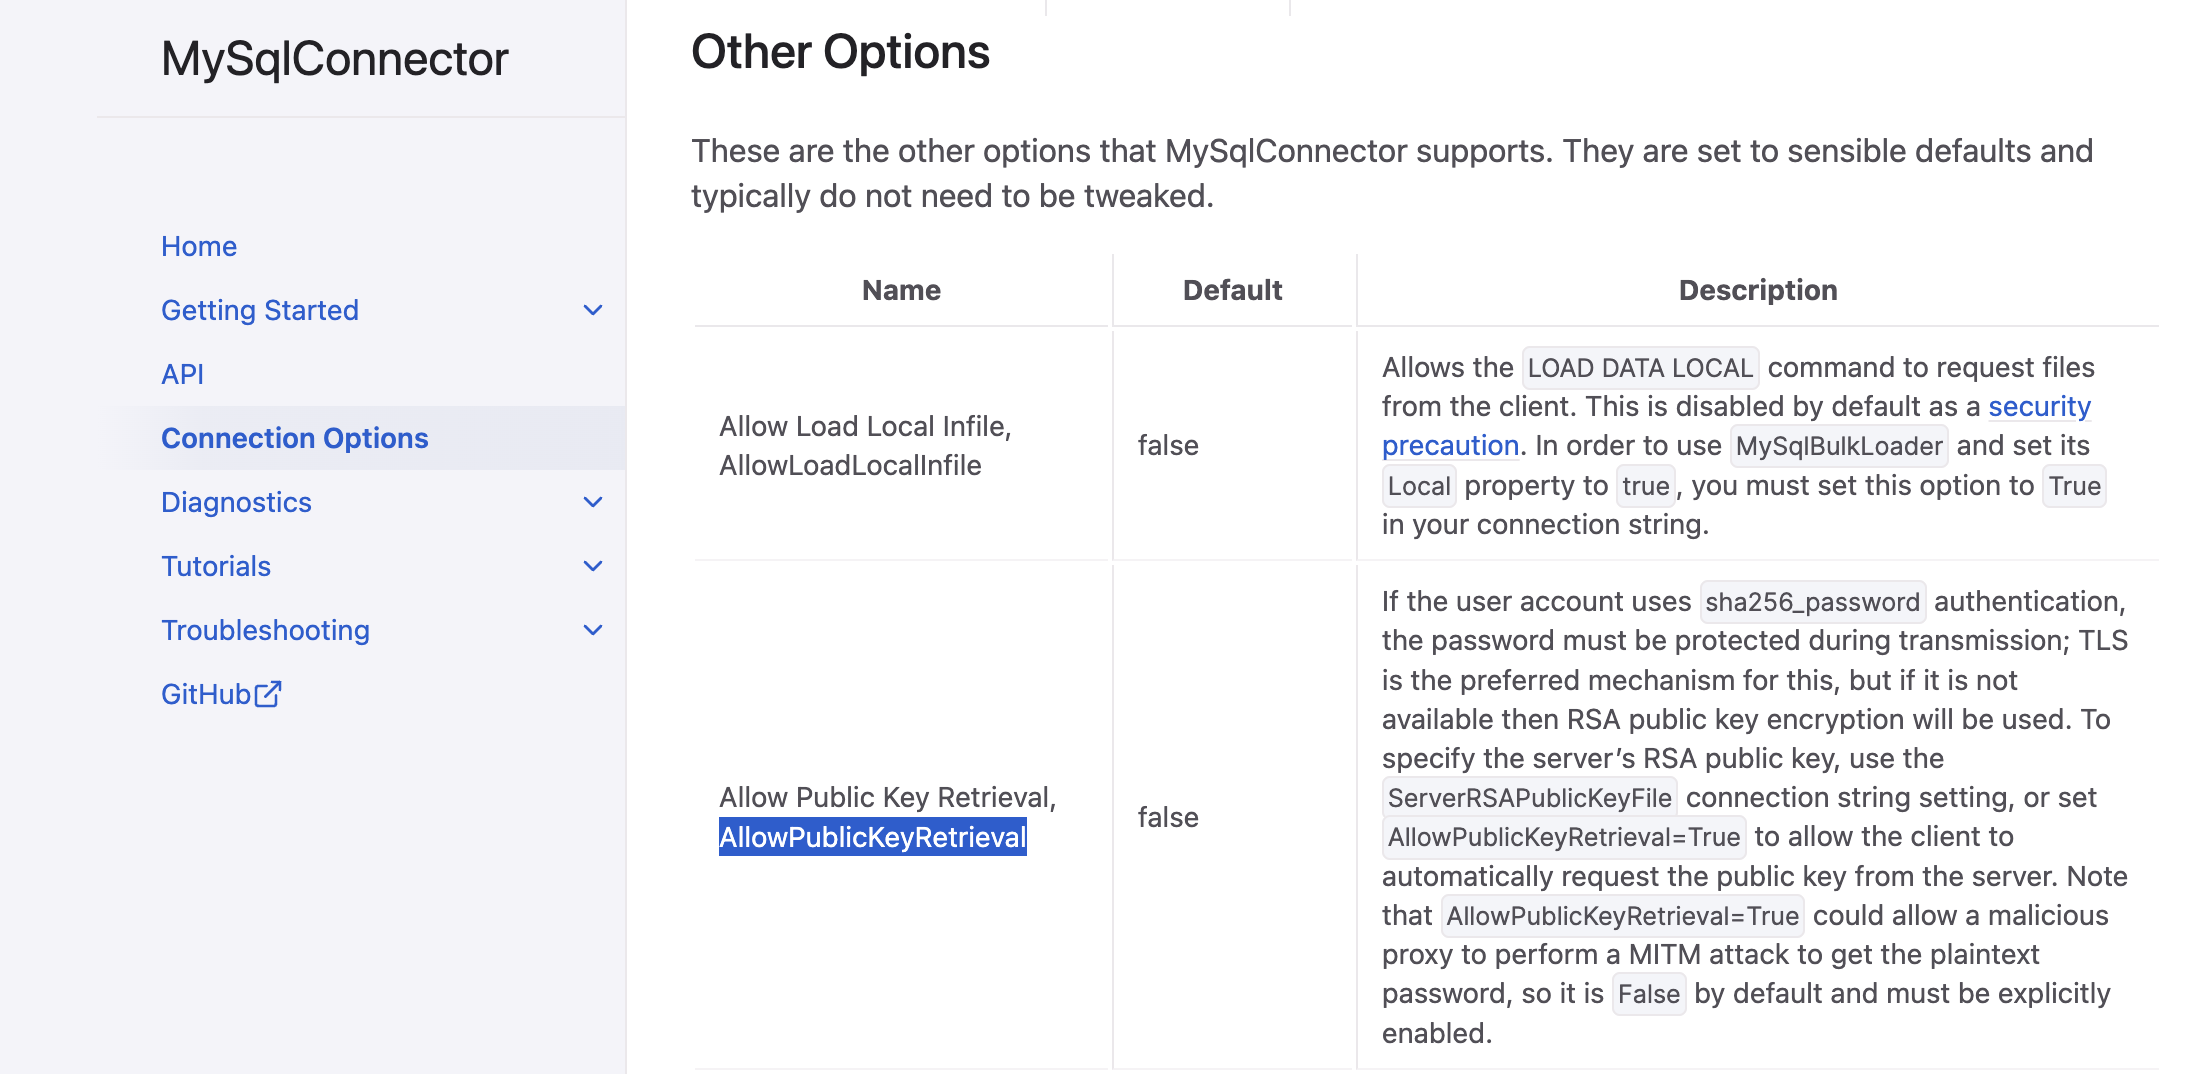 MySqlConnector
Home
Getting Started
API
Connection Options
Diagnostics
Tutorials
Troubleshooting
GitHub
Other Options
These are the other options that MySqlConnector supports. They are set to sensible defaults and
typically do not need to be tweaked.
Name Default Description
Allow Load Local Infile,
AllowLoadLocalInfile
false
Allows the LOAD DATA LOCAL command to request files
from the client. This is disabled by default as a security
precaution. In order to use MySqlBulkLoader and set its
Local property to true, you must set this option to True
in your connection string.
Allow Public Key Retrieval,
AllowPublicKeyRetrieval
false
If the user account uses sha256_password authentication,
the password must be protected during transmission; TLS
is the preferred mechanism for this, but if it is not
available then RSA public key encryption will be used. To
specify the server’s RSA public key, use the
ServerRSAPublicKeyFile connection string setting, or set
AllowPublicKeyRetrieval=True to allow the client to
automatically request the public key from the server. Note
that AllowPublicKeyRetrieval=True could allow a malicious
proxy to perform a MITM attack to get the plaintext
password, so it is False by default and must be explicitly
enabled.